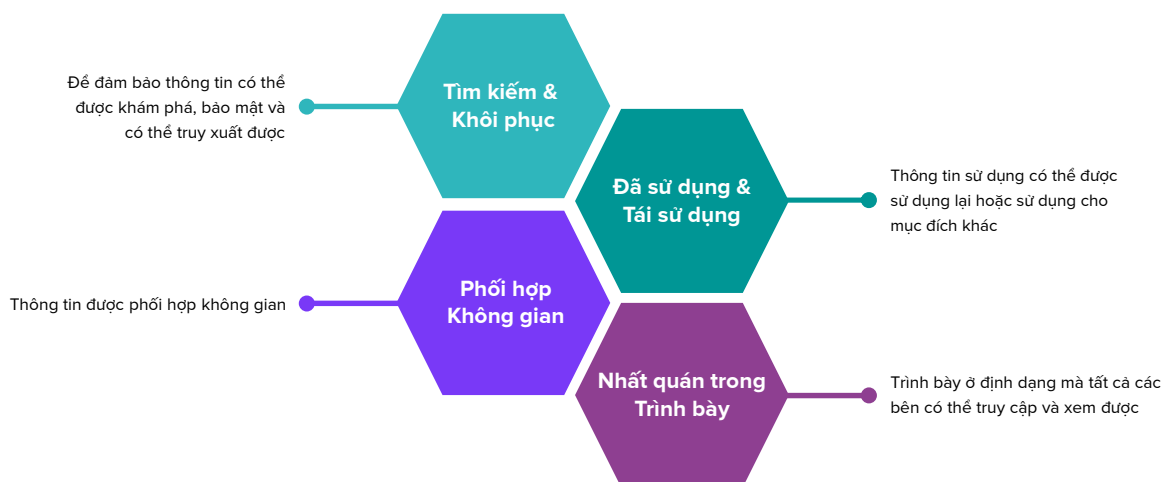 Để đảm bảo thông tin có thể
được khám phá, bảo mật và
có thể truy xuất được
Tìm kiếm &
Khôi phục
Đã sử dụng &
Tái sử dụng
Thông tin sử dụng có thể được
sử dụng lại hoặc sử dụng cho
mục đích khác
Thông tin được phối hợp không gian
Phối hợp
Không gian
Nhất quán trong
Trình bày
Trình bày ở định dạng mà tất cả các
bên có thể truy cập và xem được